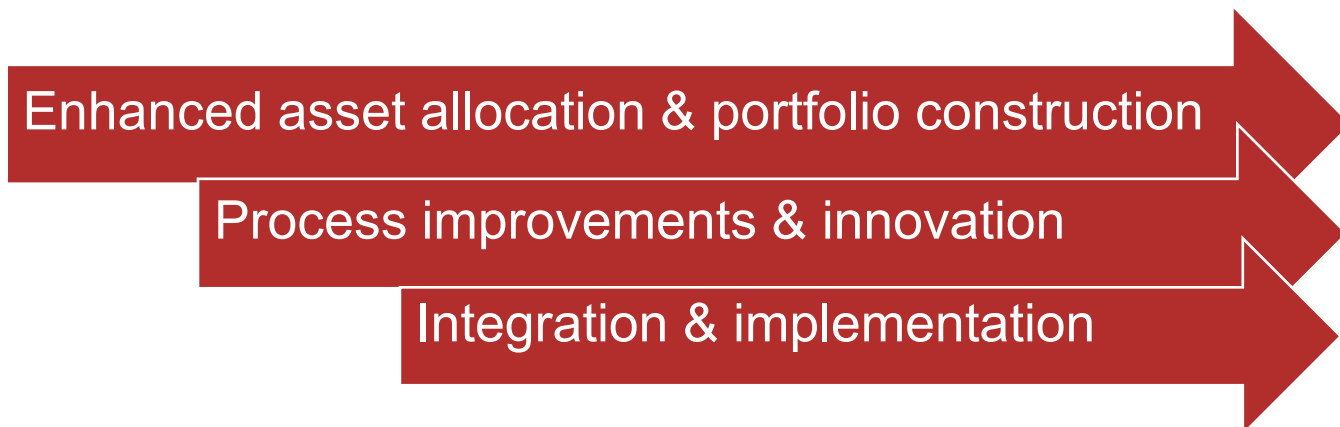 Enhanced asset allocation & portfolio construction
Process improvements & innovation
Integration & implementation